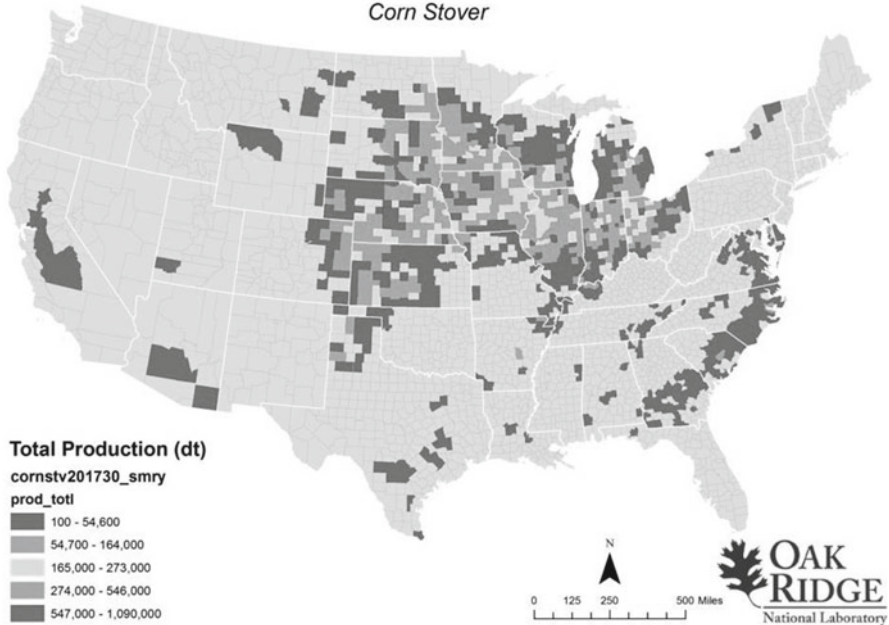 Corn Stover
Total Production (dt)
cornstv201730_smry
prod_totl
100 - 54,600
54,700 - 164,000
165,000 - 273,000
274,000 - 546,000
547,000 - 1,090,000
N
0 125 250 500 Miles
OAK
RIDGE
National Laboratory